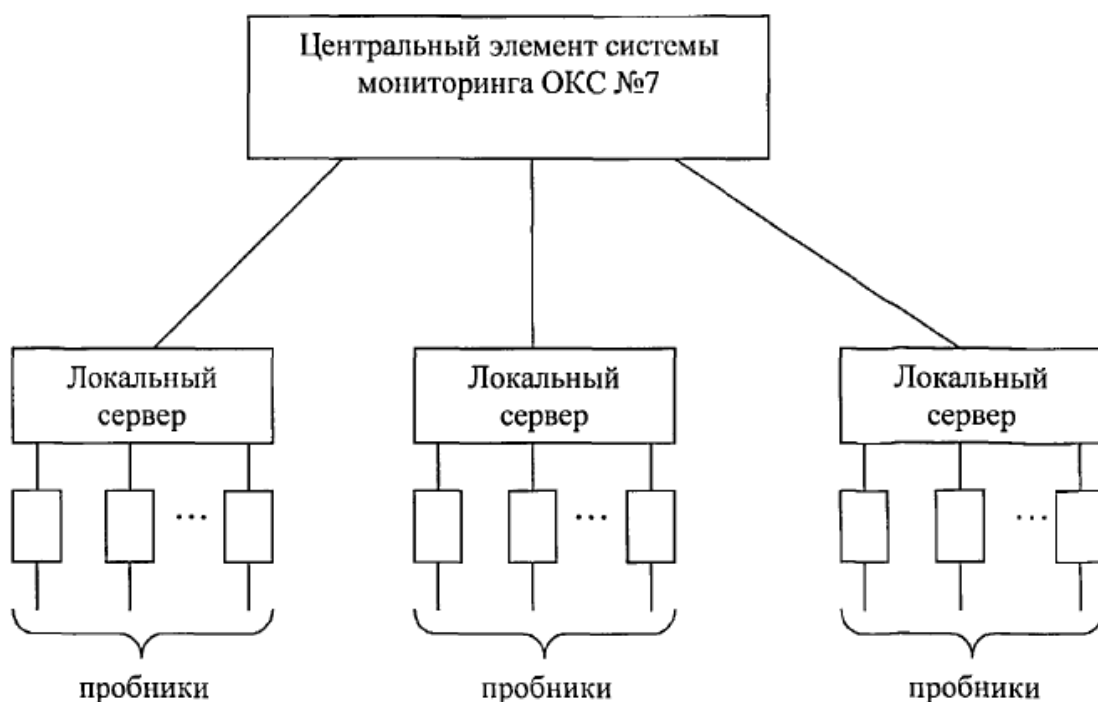 Центральный элемент системы
мониторинга ОКС №7
Локальный
сервер
...
пробники
Локальный
сервер
...
пробники
Локальный
сервер
...
пробники